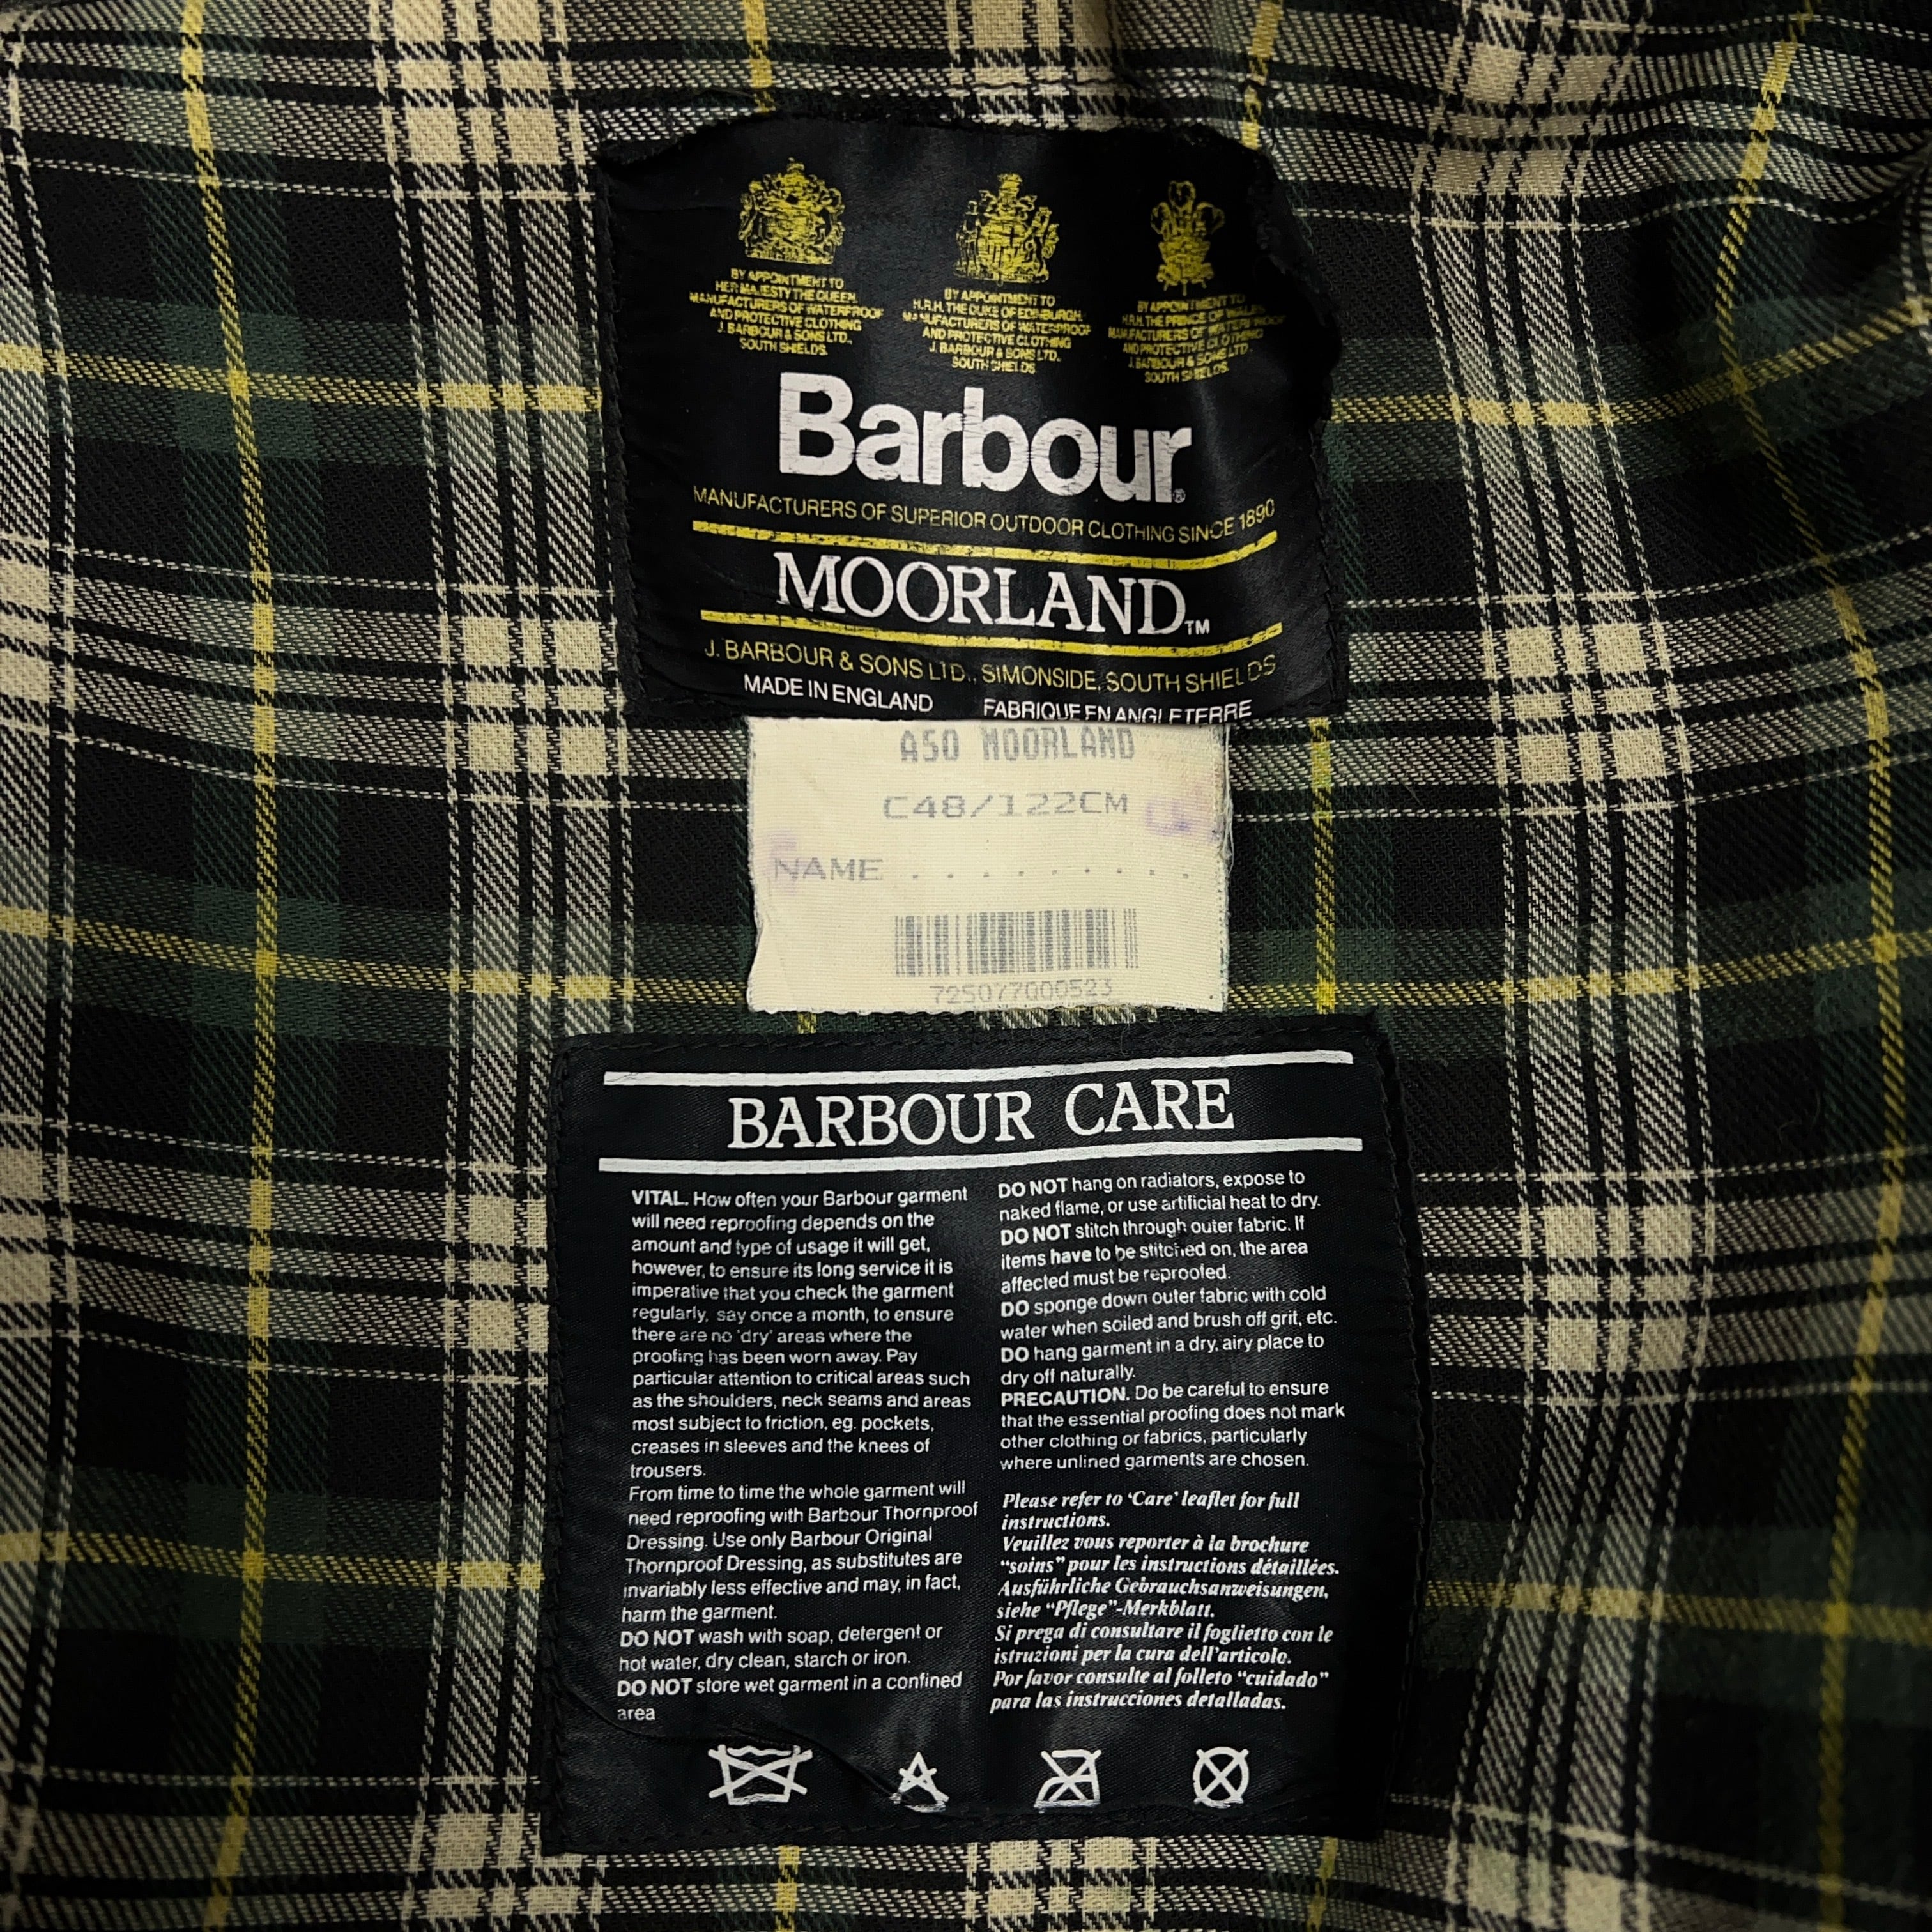 BY APPOINTMENT TO
HER MAJESTY THE QUEEN
MANUFACTURERS OF WATERPROOF
AND PROTECTIVE CLOTHING
J. BARBOUR & SONS LTD.,
SOUTH SHIELDS.
BY APPOINTMENT TO
H.R.H. THE DUKE OF EDINBURGH.
MANUFACTURERS OF WATERPROOF
AND PROTECTIVE CLOTHING
J. BARBOUR & SONS LTD.
SOUTH SHIELDS
BY APPOINTMENT TO
H.R.H. THE PRINCE OF WALES
MANUFACTURERS OF WATERPROOF
AND PROTECTIVE CLOTHING
J. BARBOUR & SONS LTD.
SOUTH SHIELDS.
Barbour®
MANUFACTURERS OF SUPERIOR OUTDOOR CLOTHING SINCE 1890
MOORLAND™
J. BARBOUR & SONS LTD., SIMONSIDE, SOUTH SHIELDS
MADE IN ENGLAND FABRIQUE EN ANGLETERRE
A50 MOORLAND
C48/122CM
NAME . . . . . . . . .
725077000523
BARBOUR CARE
VITAL. How often your Barbour garment
will need reproofing depends on the
amount and type of usage it will get,
however, to ensure its long service it is
imperative that you check the garment
regularly, say once a month, to ensure
there are no 'dry' areas where the
proofing has been worn away. Pay
particular attention to critical areas such
as the shoulders, neck seams and areas
most subject to friction, eg. pockets,
creases in sleeves and the knees of
trousers.
From time to time the whole garment will
need reproofing with Barbour Thornproof
Dressing. Use only Barbour Original
Thornproof Dressing, as substitutes are
invariably less effective and may, in fact,
harm the garment.
DO NOT wash with soap, detergent or
hot water, dry clean, starch or iron.
DO NOT store wet garment in a confined
area
DO NOT hang on radiators, expose to
naked flame, or use artificial heat to dry.
DO NOT stitch through outer fabric. If
items have to be stitched on, the area
affected must be reproofed.
DO sponge down outer fabric with cold
water when soiled and brush off grit, etc.
DO hang garment in a dry, airy place to
dry off naturally.
PRECAUTION. Do be careful to ensure
that the essential proofing does not mark
other clothing or fabrics, particularly
where unlined garments are chosen.
Please refer to 'Care' leaflet for full
instructions.
Veuillez vous reporter à la brochure
"soins" pour les instructions détaillées.
Ausführliche Gebrauchsanweisungen,
siehe "Pflege"-Merkblatt.
Si prega di consultare il foglietto con le
istruzioni per la cura dell'articolo.
Por favor consulte al folleto "cuidado"
para las instrucciones detalladas.